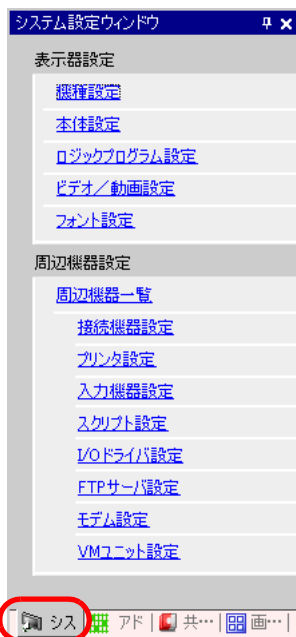 システム設定ウィンドウ
表示器設定
機種設定
本体設定
ロジックプログラム設定
ビデオ／動画設定
フォント設定
周辺機器設定
周辺機器一覧
接続機器設定
プリンタ設定
入力機器設定
スクリプト設定
I/Oドライバ設定
FTPサーバ設定
モデム設定
VMユニット設定
シス アド 共… 画…